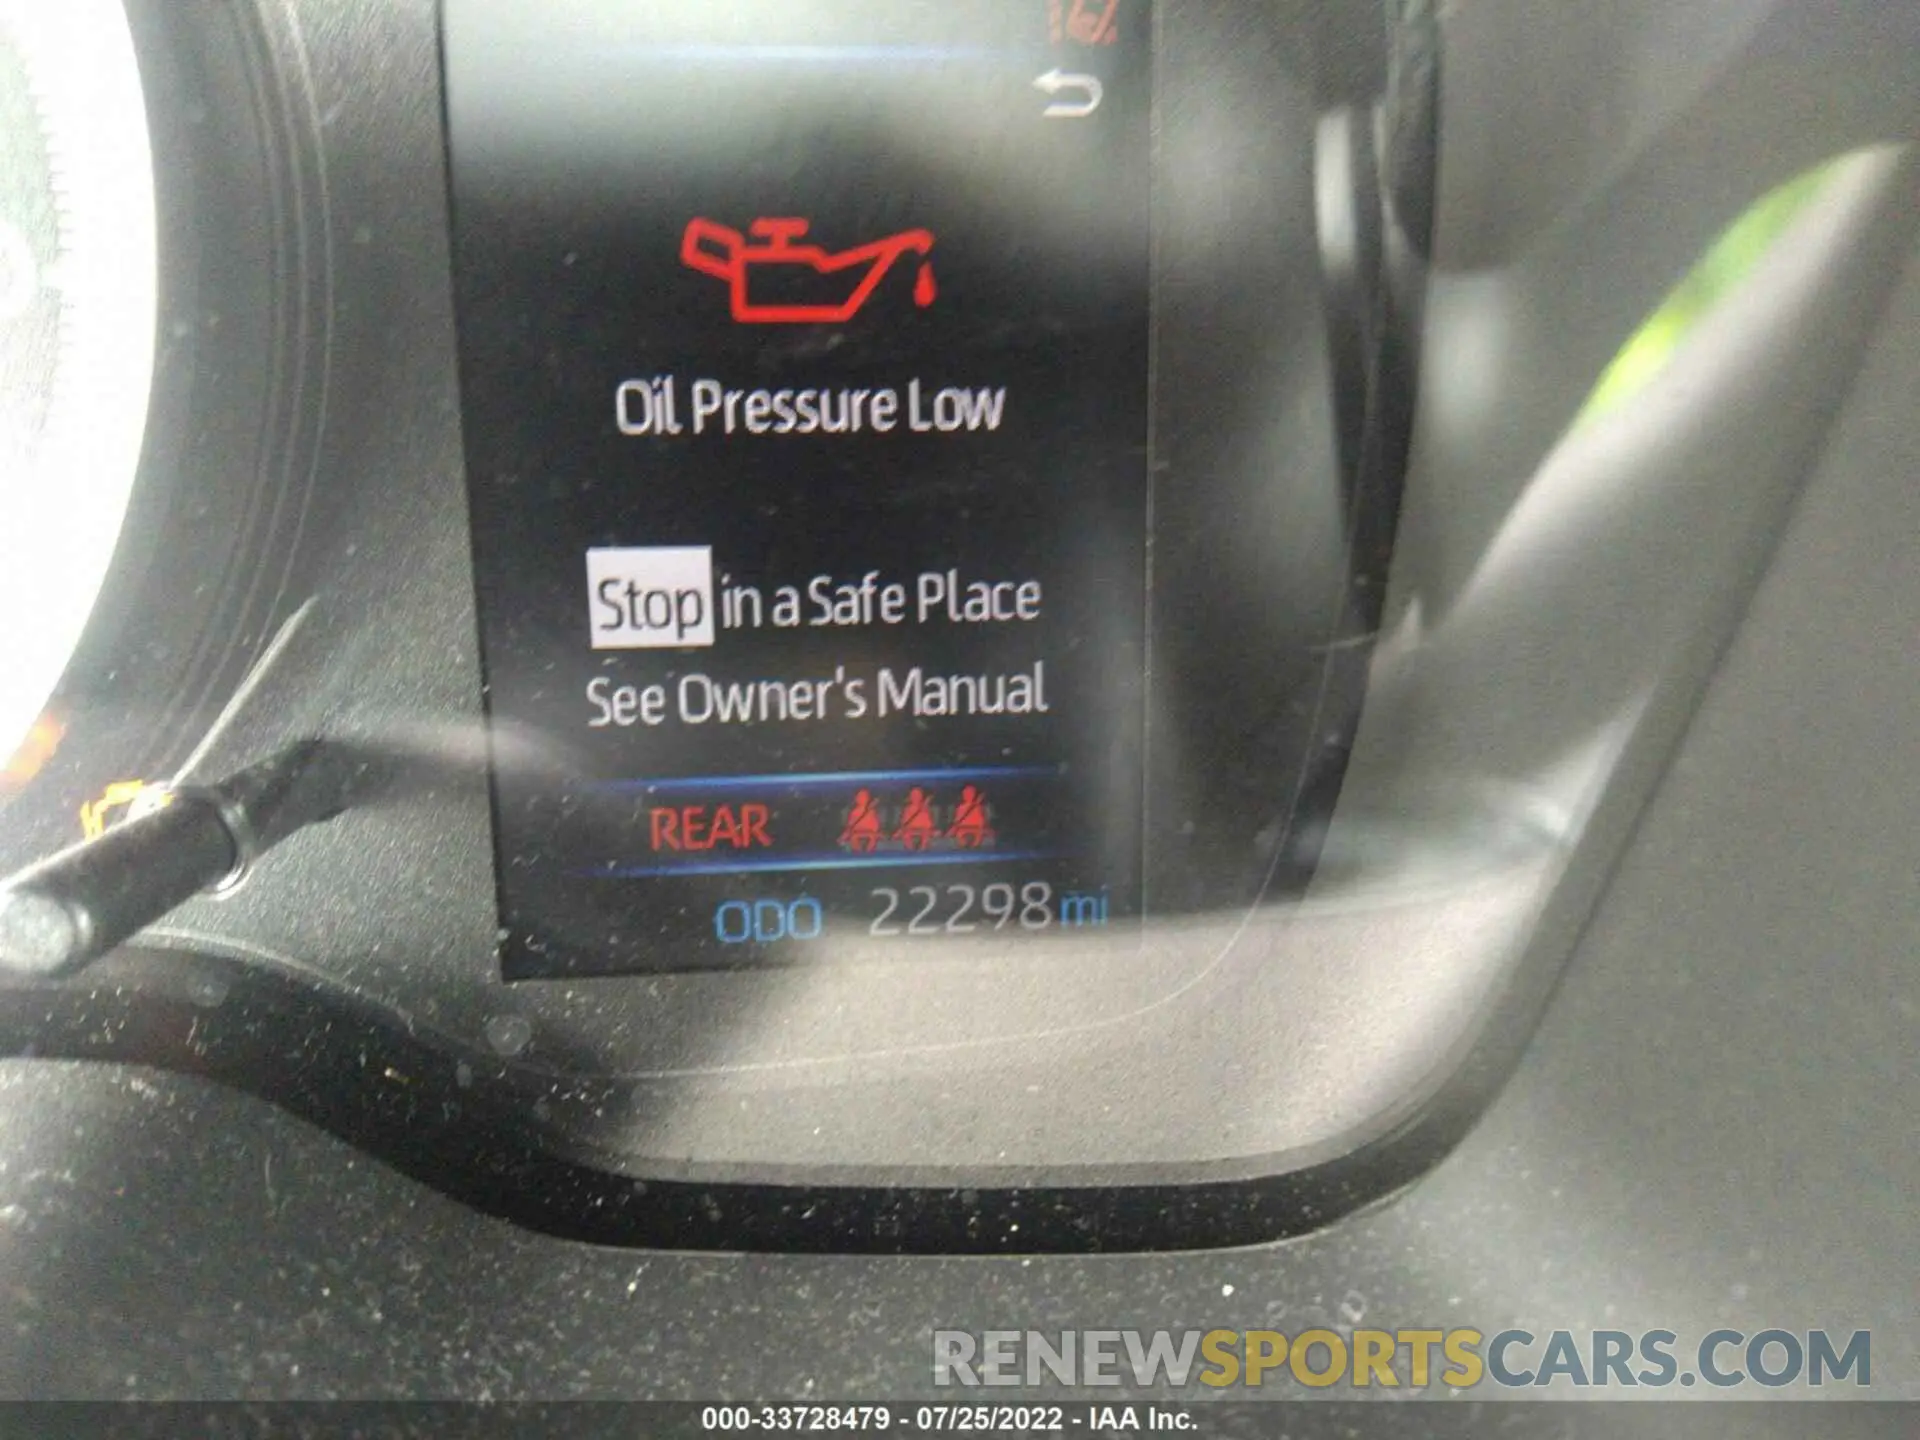 Oil Pressure Low
Stop in a Safe Place
See Owner's Manual
REAR
ODO 22298 mi
RENEWSPORTSCARS.COM
000-33728479 - 07/25/2022 - IAA Inc.